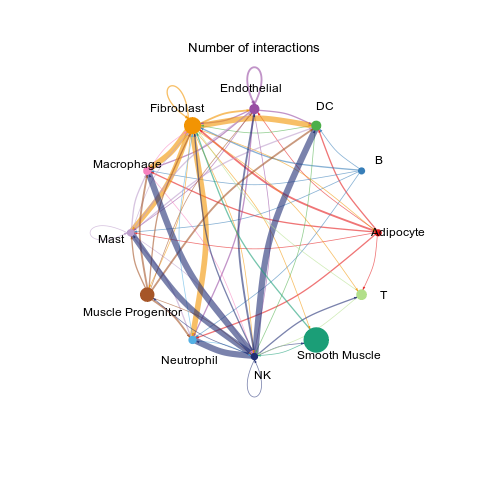 Number of interactions
Endothelial
DC
Fibroblast
B
Macrophage
Adipocyte
Mast
T
Muscle Progenitor
Smooth Muscle
Neutrophil
NK